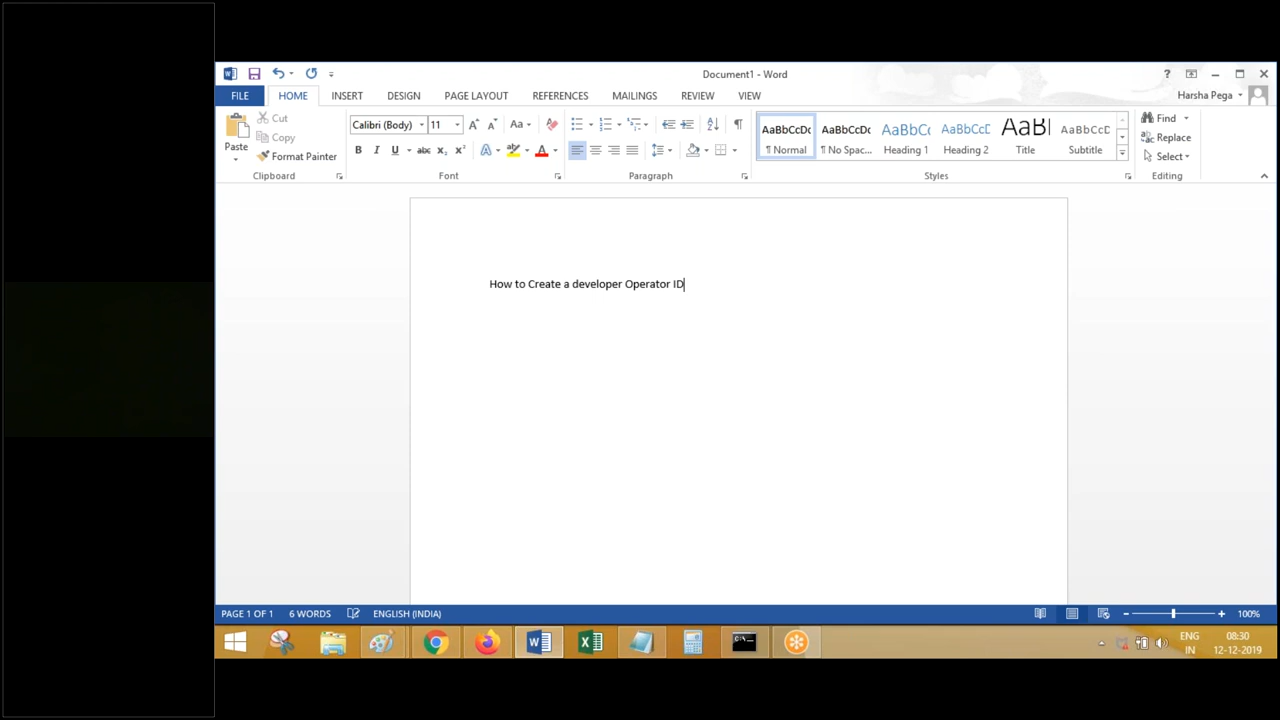 Document1 - Word
?
FILE HOME INSERT DESIGN PAGE LAYOUT REFERENCES MAILINGS REVIEW VIEW
Harsha Pega
Paste
Cut
Copy
Format Painter
Clipboard
Calibri (Body) 11
Font
Paragraph
AaBbCcDc AaBbCcDc AaBbCc AaBbCcD AaBl AaBbCcD
¶ Normal ¶ No Spac... Heading 1 Heading 2 Title Subtitle
Styles
Find
Replace
Select
Editing
How to Create a developer Operator ID
PAGE 1 OF 1 6 WORDS ENGLISH (INDIA)
100%
ENG
IN
08:30
12-12-2019